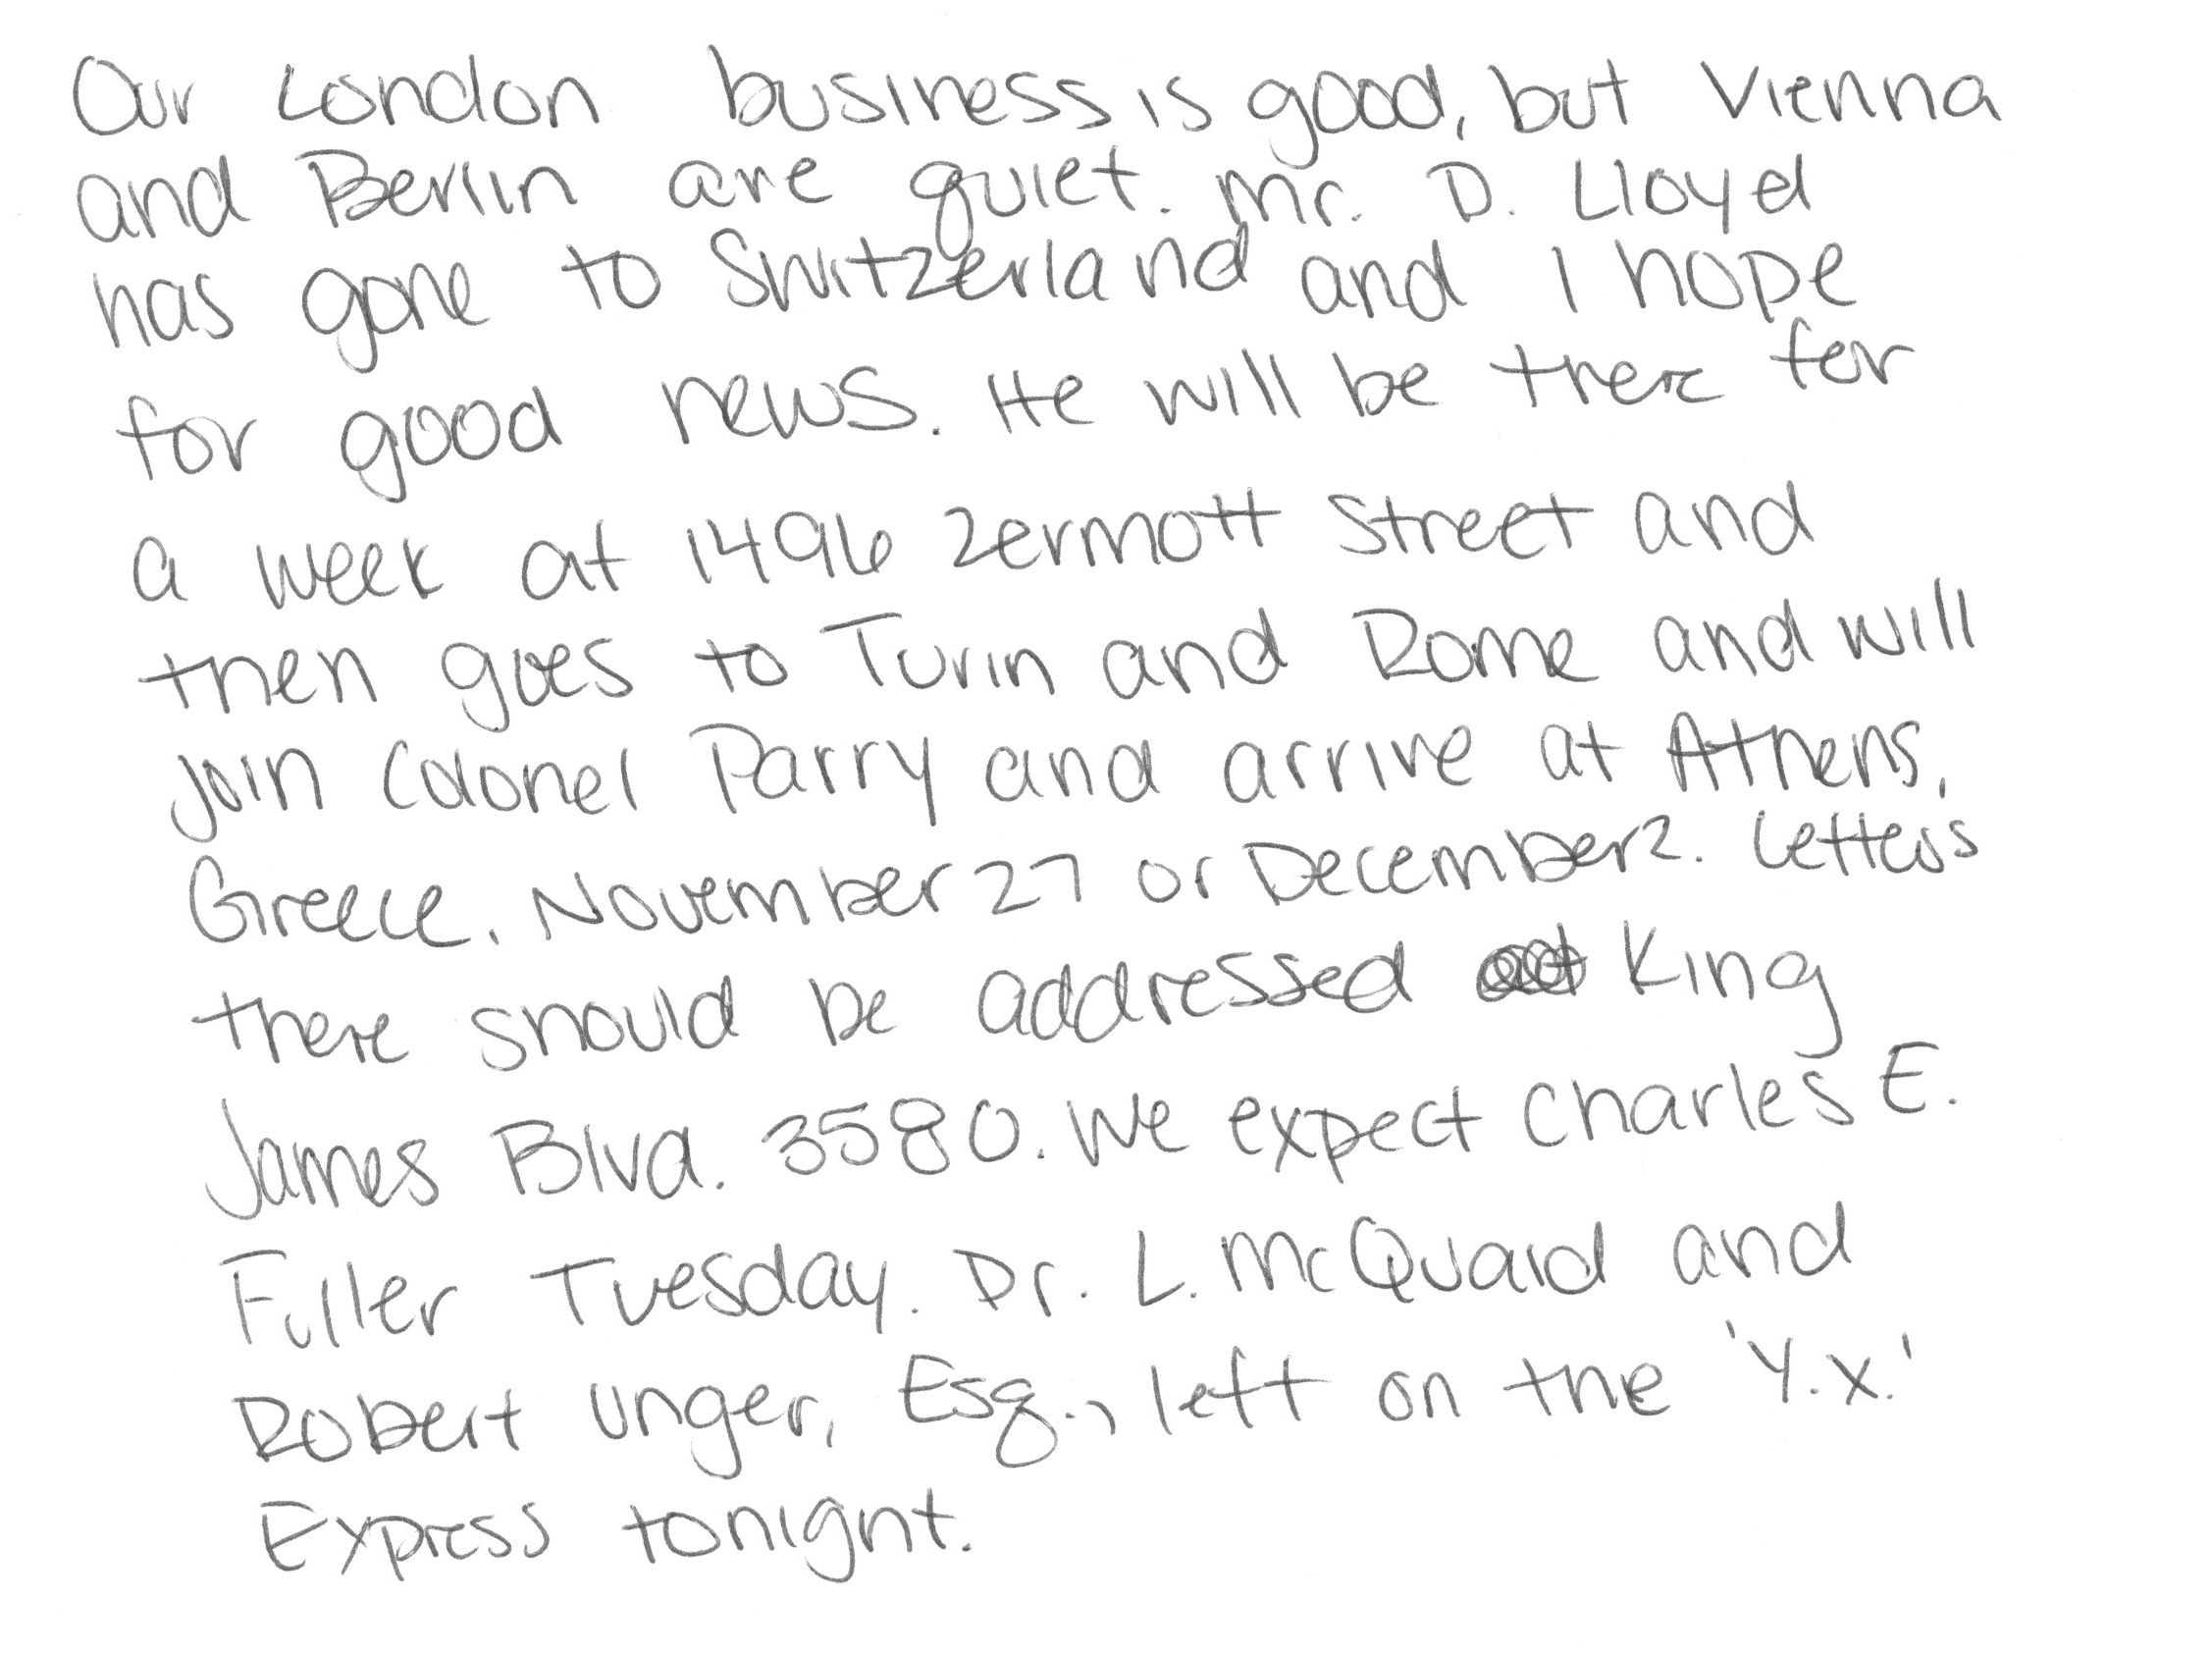 Our London business is good, but Vienna
and Berlin are quiet. Mr. D. Lloyd
has gone to Switzerland and I hope
for good news. He will be there for
a week at 1496 Zermott Street and
then goes to Turin and Rome and will
join Colonel Parry and arrive at Athens,
Greece, November 27 or December 2. Letters
there should be addressed King
James Blvd. 3580. We expect Charles E.
Fuller Tuesday. Dr. L. McQuaid and
Robert Unger, Esq., left on the 'Y.X.'
Express tonight.